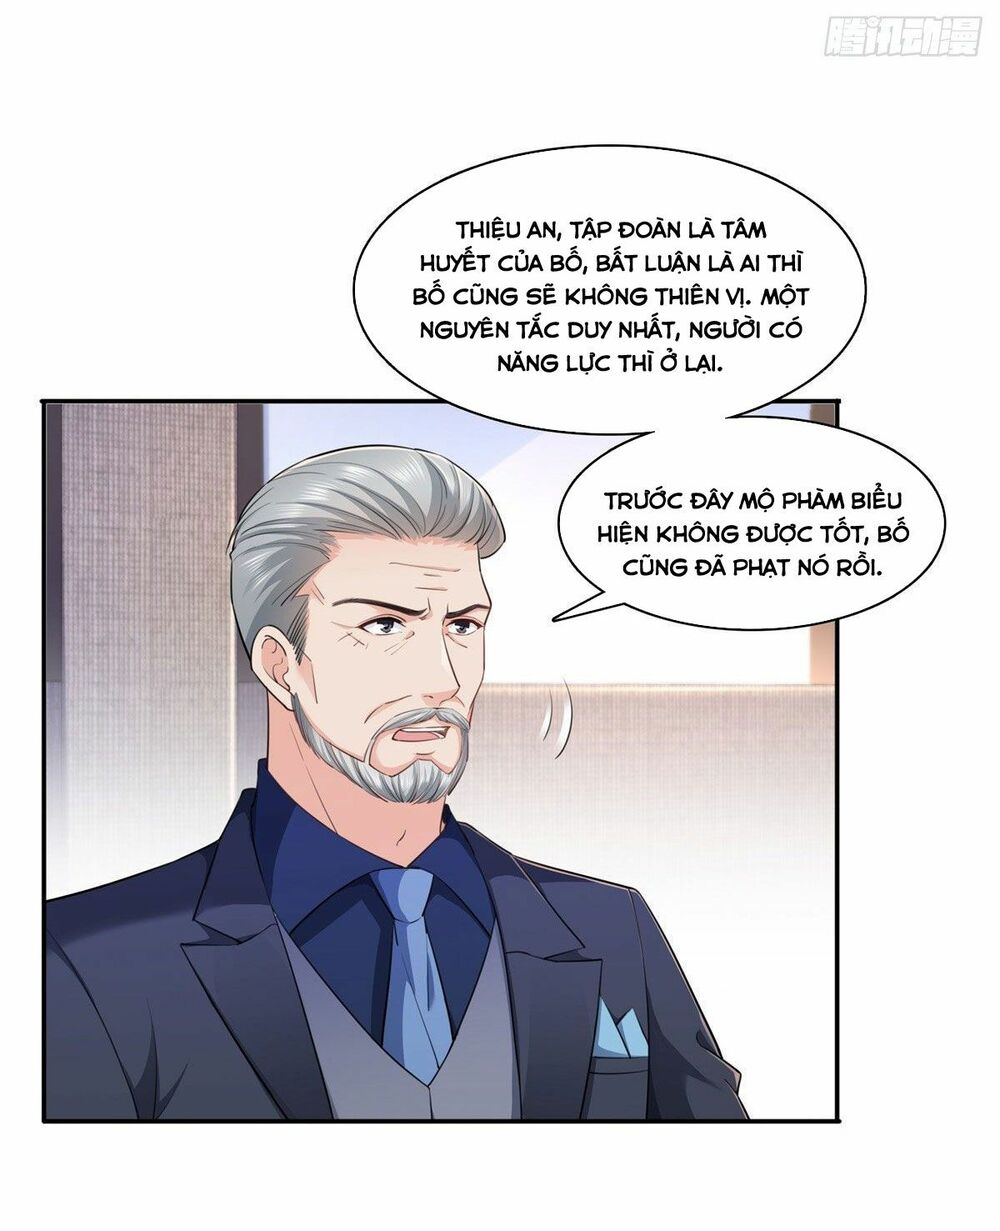 腾讯动漫
THIỆU AN, TẬP ĐOÀN LÀ TÂM
HUYẾT CỦA BỐ, BẤT LUẬN LÀ AI THÌ
BỐ CŨNG SẼ KHÔNG THIÊN VỊ. MỘT
NGUYÊN TẮC DUY NHẤT, NGƯỜI CÓ
NĂNG LỰC THÌ Ở LẠI.
TRƯỚC ĐÂY MỘ PHÀM BIỂU
HIỆN KHÔNG ĐƯỢC TỐT, BỐ
CŨNG ĐÃ PHẠT NÓ RỒI.